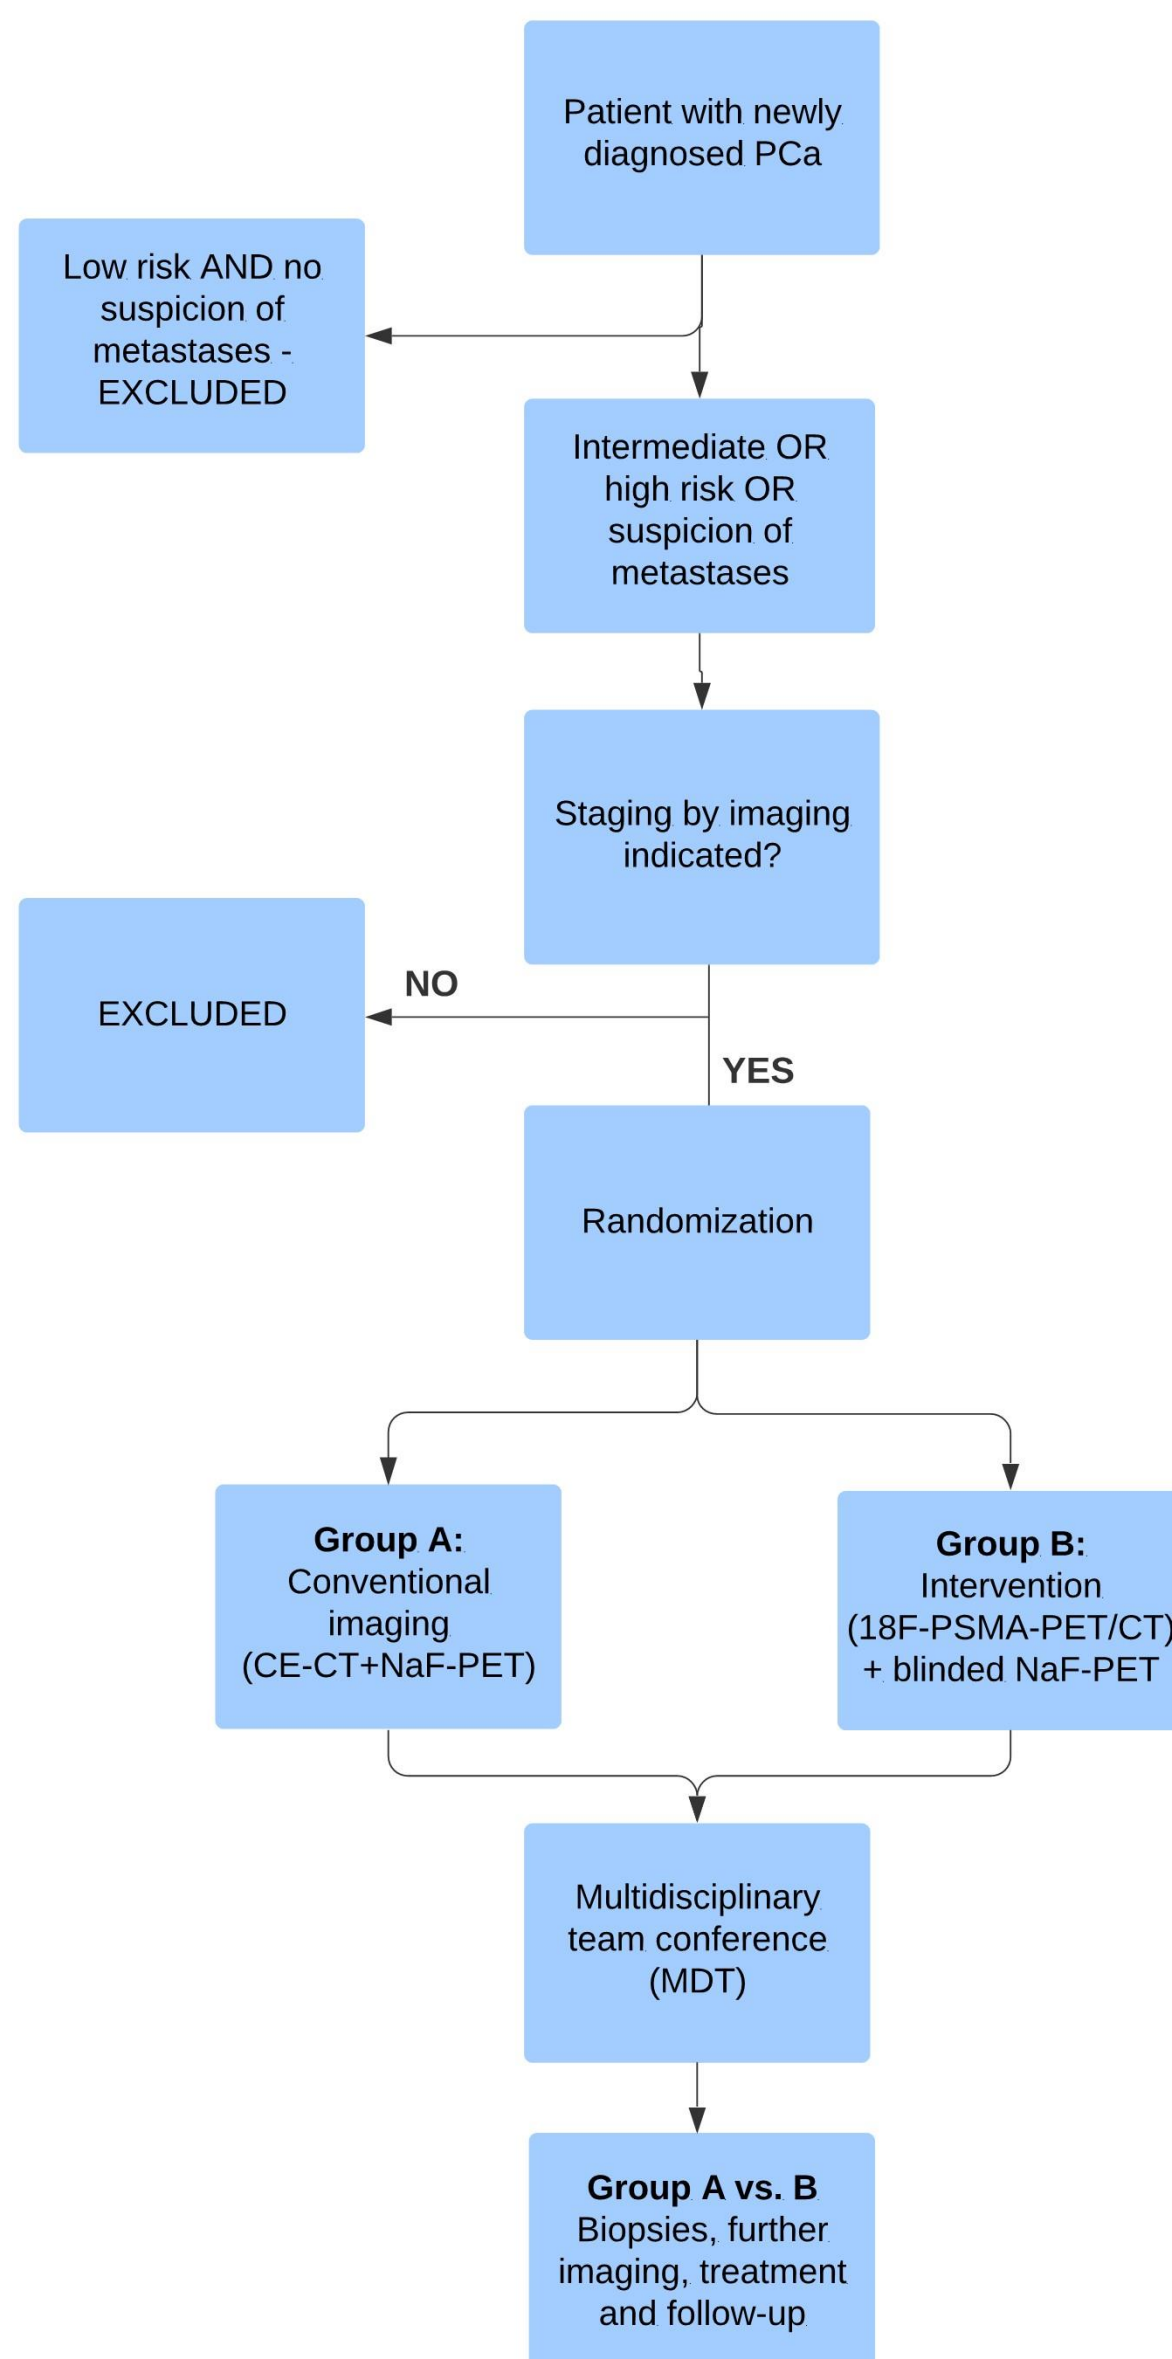 Patient with newly
diagnosed PCa
Low risk AND no
suspicion of
metastases -
EXCLUDED
Intermediate OR
high risk OR
suspicion of
metastases
Staging by imaging
indicated?
NO
EXCLUDED
YES
Randomization
Group A:
Conventional
imaging
(CE-CT+NaF-PET)
Group B:
Intervention
(18F-PSMA-PET/CT)
+ blinded NaF-PET
Multidisciplinary
team conference
(MDT)
Group A vs. B
Biopsies, further
imaging, treatment
and follow-up